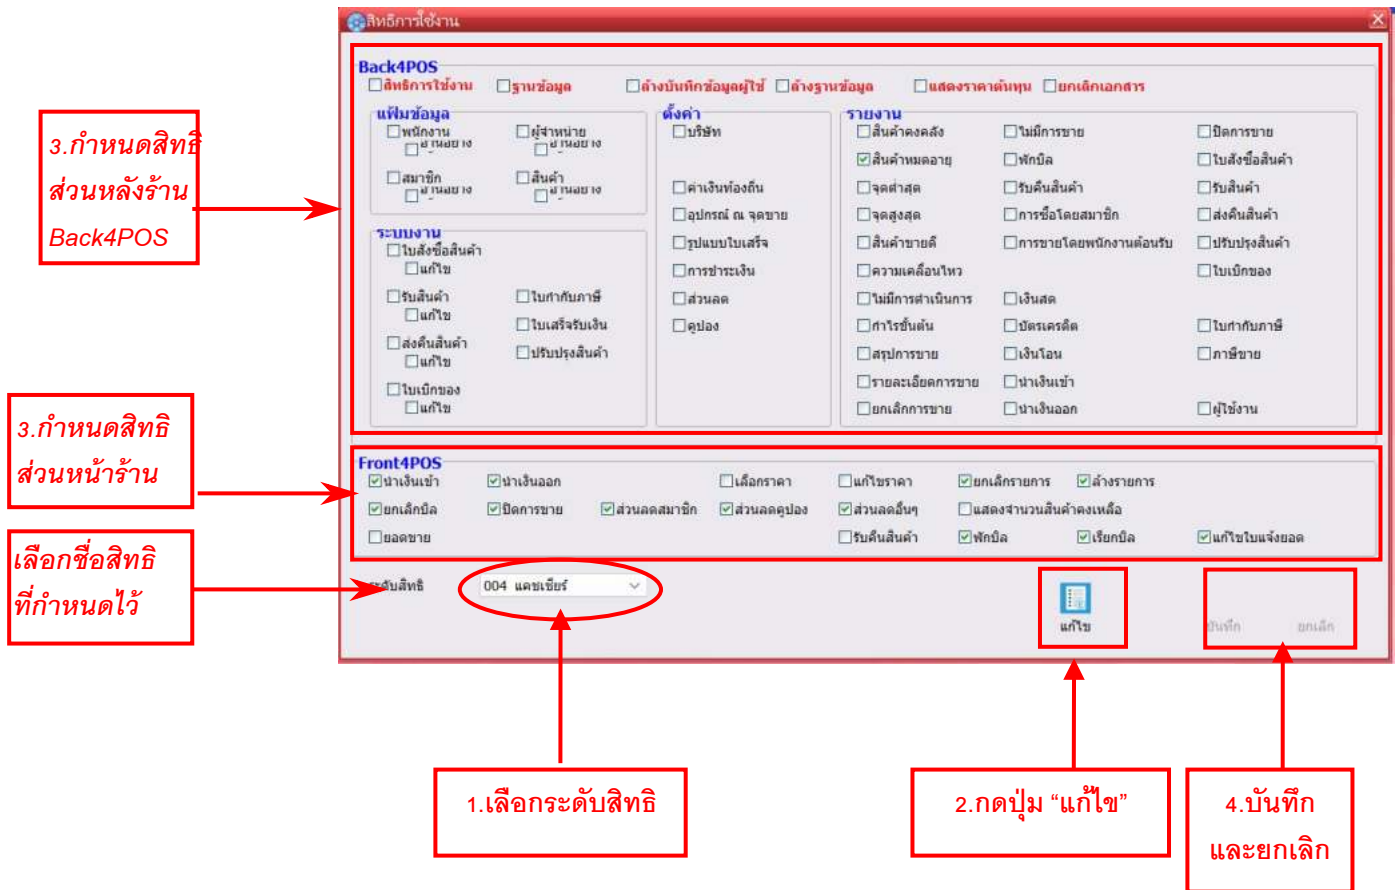 สิทธิการใช้งาน
Back4POS
สิทธิการใช้งาน ฐานข้อมูล ล้างบันทึกข้อมูลผู้ใช้ ล้างฐานข้อมูล แสดงราคาต้นทุน ยกเลิกเอกสาร
แฟ้มข้อมูล
พนักงาน ผู้จำหน่าย
อ่านอย่าง อ่านอย่าง
สมาชิก สินค้า
อ่านอย่าง อ่านอย่าง
ระบบงาน
ใบสั่งซื้อสินค้า
แก้ไข
รับสินค้า ใบกำกับภาษี
แก้ไข
ใบเสร็จรับเงิน
ส่งคืนสินค้า
ปรับปรุงสินค้า
แก้ไข
ใบเบิกของ
แก้ไข
ตั้งค่า
บริษัท
ค่าเงินท้องถิ่น
อุปกรณ์ ณ จุดขาย
รูปแบบใบเสร็จ
การชำระเงิน
ส่วนลด
คูปอง
รายงาน
สินค้าคงคลัง ไม่มีการขาย ปิดการขาย
สินค้าหมดอายุ พักบิล ใบสั่งซื้อสินค้า
จุดต่ำสุด รับคืนสินค้า รับสินค้า
จุดสูงสุด การซื้อโดยสมาชิก ส่งคืนสินค้า
สินค้าขายดี การขายโดยพนักงานต้อนรับ ปรับปรุงสินค้า
ความเคลื่อนไหว ใบเบิกของ
ไม่มีการดำเนินการ เงินสด
กำไรขั้นต้น บัตรเครดิต ใบกำกับภาษี
สรุปการขาย เงินโอน ภาษีขาย
รายละเอียดการขาย นำเงินเข้า
ยกเลิกการขาย นำเงินออก ผู้ใช้งาน
Front4POS
นำเงินเข้า นำเงินออก เลือกราคา แก้ไขราคา ยกเลิกรายการ ล้างรายการ
ยกเลิกบิล ปิดการขาย ส่วนลดสมาชิก ส่วนลดคูปอง ส่วนลดอื่นๆ แสดงจำนวนสินค้าคงเหลือ
ยอดขาย รับคืนสินค้า พักบิล เรียกบิล แก้ไขใบแจ้งยอด
ระดับสิทธิ 004 แคชเชียร์
แก้ไข บันทึก ยกเลิก
3.กำหนดสิทธิ
ส่วนหลังร้าน
Back4POS
3.กำหนดสิทธิ
ส่วนหน้าร้าน
เลือกชื่อสิทธิ
ที่กำหนดไว้
1.เลือกระดับสิทธิ
2.กดปุ่ม “แก้ไข”
4.บันทึก
และยกเลิก